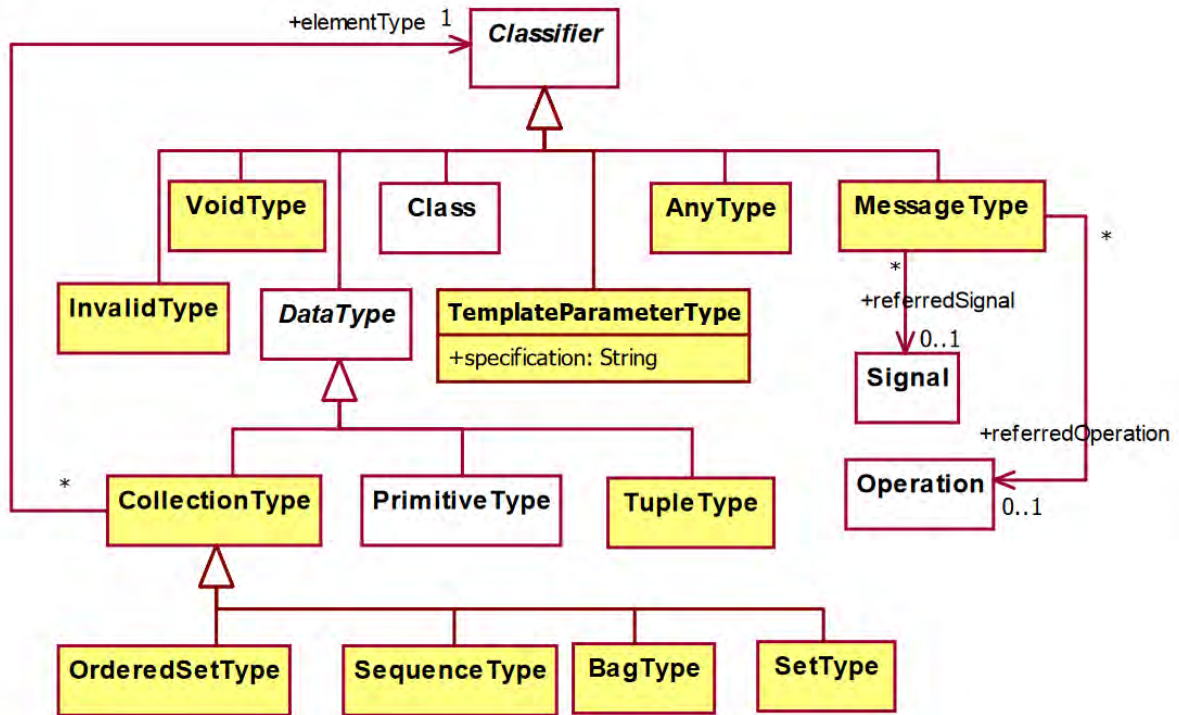 +elementType 1
Classifier
VoidType
Class
AnyType
MessageType
*
*
InvalidType
DataType
TemplateParameterType
+specification: String
+referredSignal
0..1
Signal
+referredOperation
Operation
0..1
*
CollectionType
PrimitiveType
TupleType
OrderedSetType
SequenceType
BagType
SetType